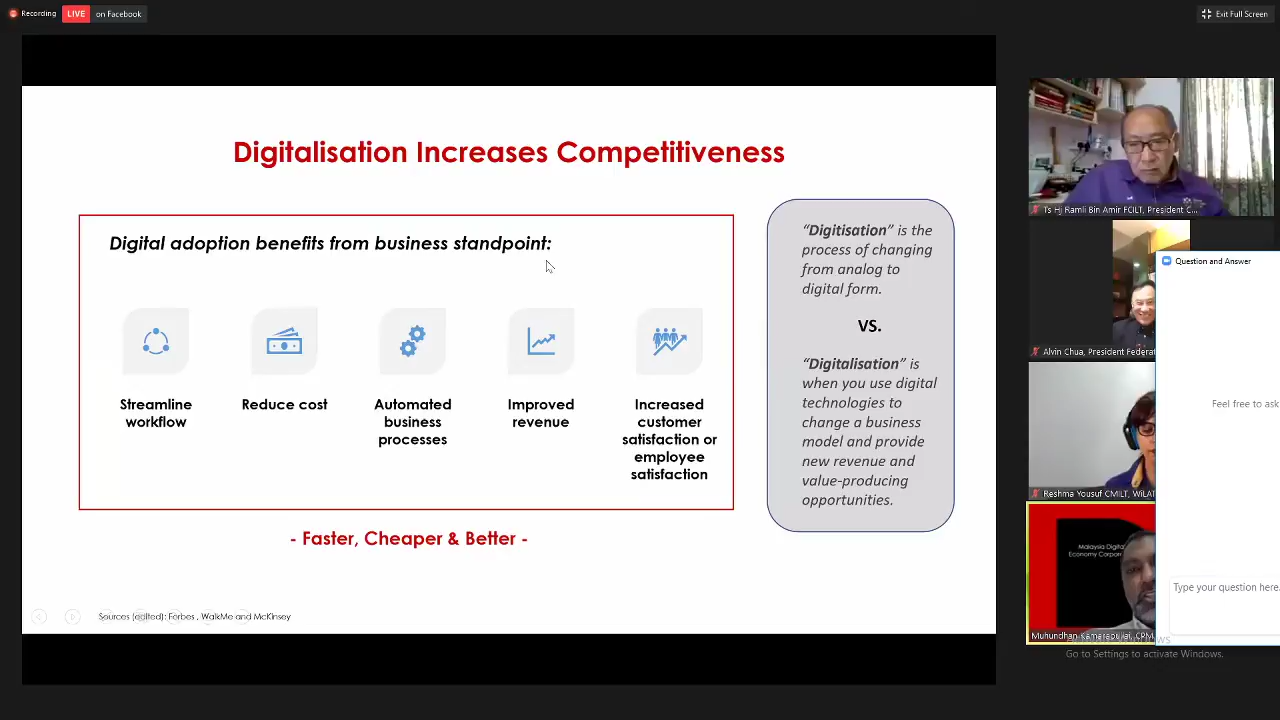 Recording
LIVE on Facebook
Exit Full Screen
Digitalisation Increases Competitiveness
Digital adoption benefits from business standpoint:
Streamline
workflow
Reduce cost
Automated
business
processes
Improved
revenue
Increased
customer
satisfaction or
employee
satisfaction
- Faster, Cheaper & Better -
"Digitisation" is the
process of changing
from analog to
digital form.
VS.
"Digitalisation" is
when you use digital
technologies to
change a business
model and provide
new revenue and
value-producing
opportunities.
Sources (edited): Forbes , WalkMe and McKinsey
Ts Hj Ramli Bin Amir FCILT, President C...
Alvin Chua, President Federat
Reshma Yousuf CMILT, WiLAT
Malaysia Digita
Economy Corpor
Muhundhan Kamarapullai, CPM
Question and Answer
Feel free to ask
Type your question here.
Go to Settings to activate Windows.